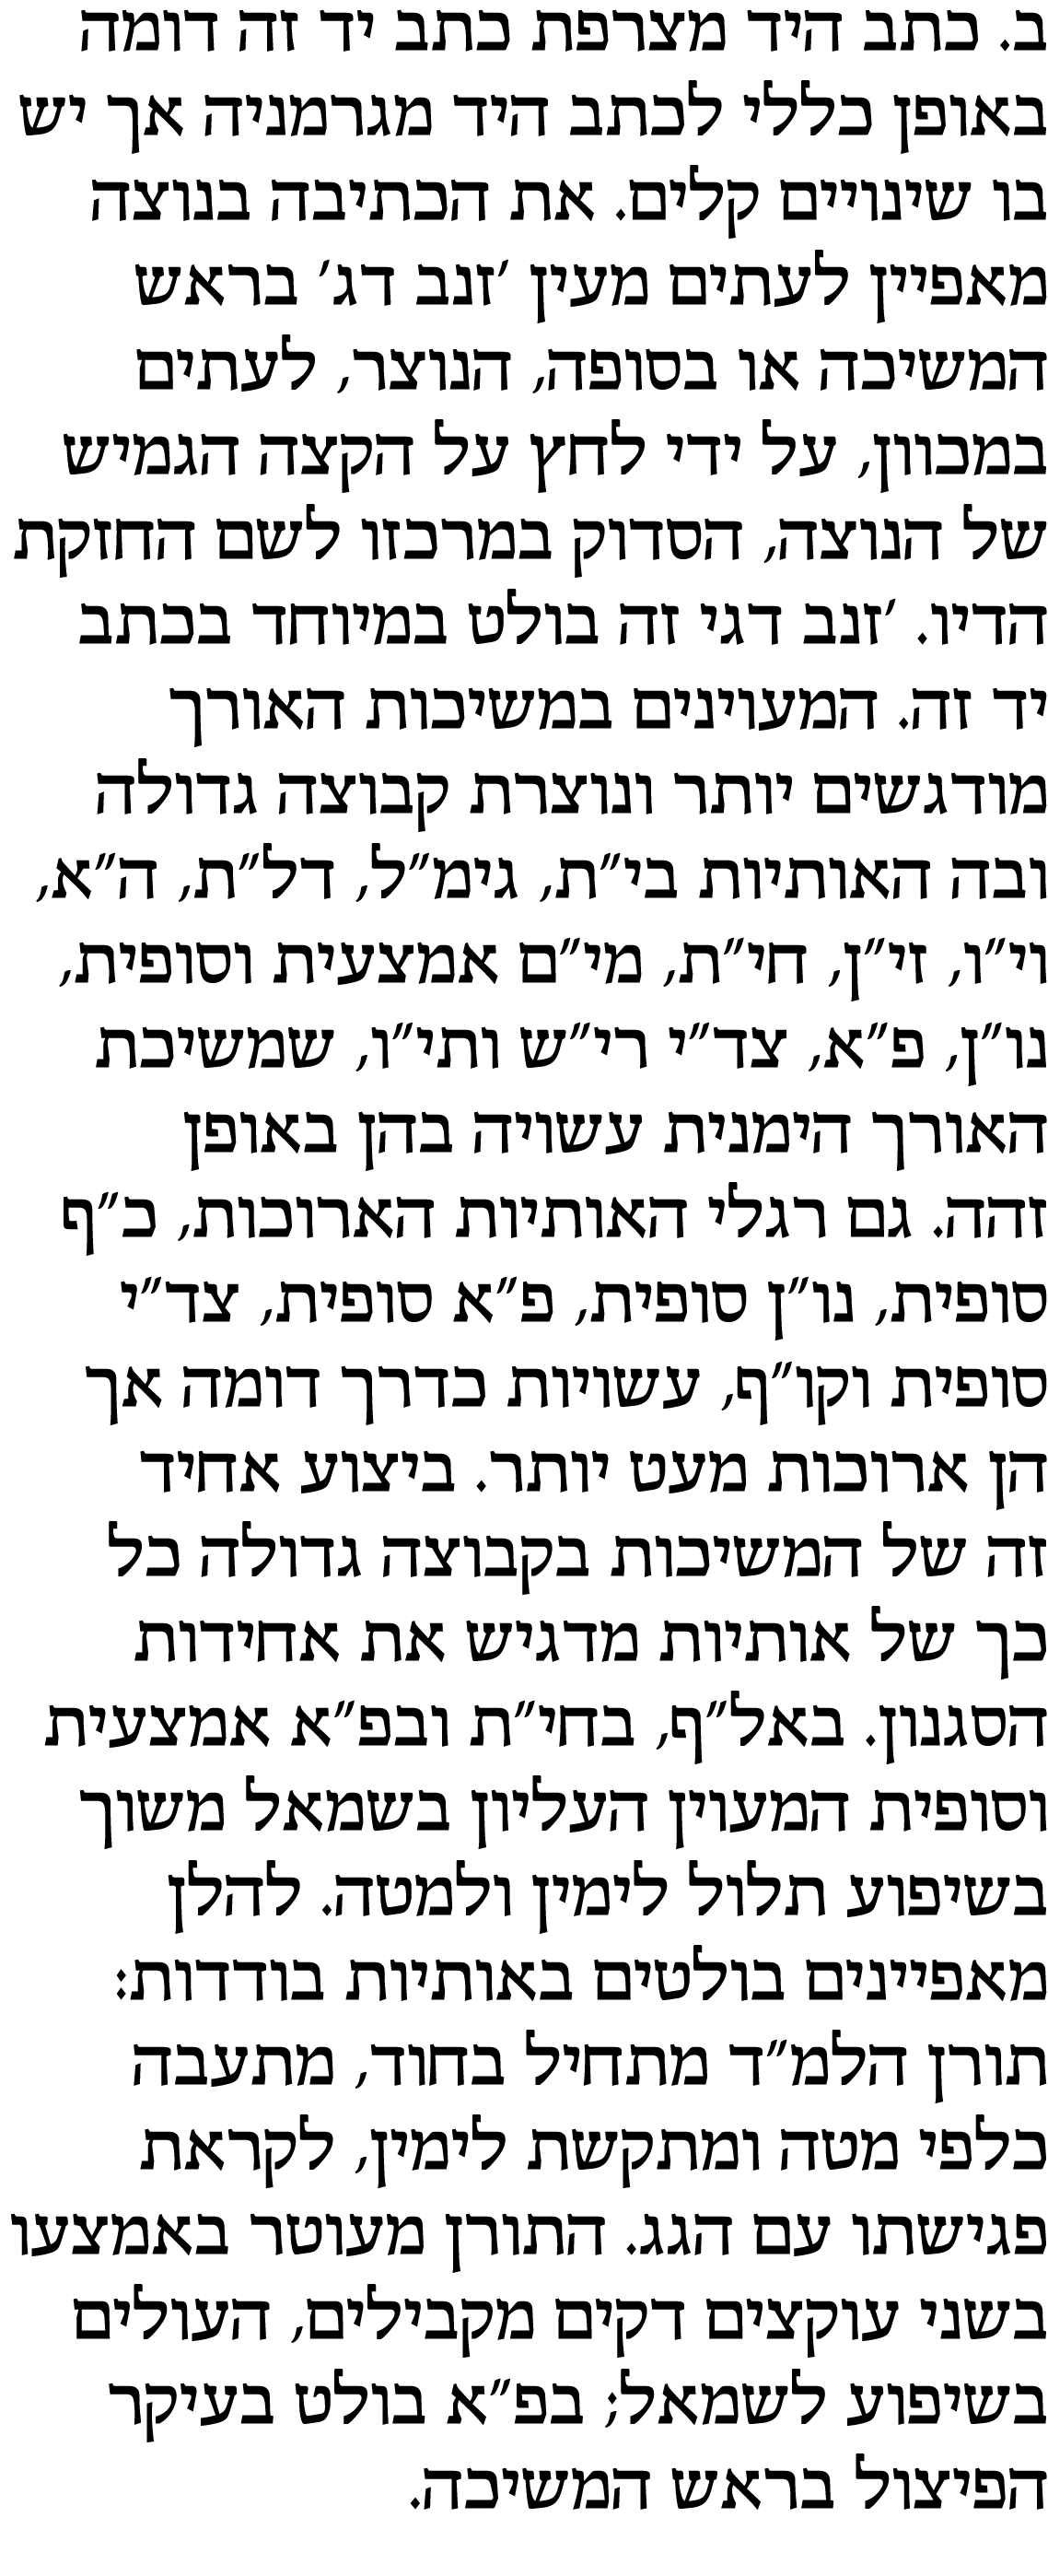 ב. כתב היד מצרפת כתב יד זה דומה
באופן כללי לכתב היד מגרמניה אך יש
בו שינויים קלים. את הכתיבה בנוצה
מאפיין לעתים מעין 'זנב דג' בראש
המשיכה או בסופה, הנוצר, לעתים
במכוון, על ידי לחץ על הקצה הגמיש
של הנוצה, הסדוק במרכזו לשם החזקת
הדיו. 'זנב דגי זה בולט במיוחד בכתב
יד זה. המעוינים במשיכות האורך
מודגשים יותר ונוצרת קבוצה גדולה
ובה האותיות בי"ת, גימ"ל, דל"ת, ה"א,
וי"ו, זי"ן, חי"ת, מי"ם אמצעית וסופית,
נו"ן, פ"א, צד"י רי"ש ותי"ו, שמשיכת
האורך הימנית עשויה בהן באופן
זהה. גם רגלי האותיות הארוכות, כ"ף
סופית, נו"ן סופית, פ"א סופית, צד"י
סופית וקו"ף, עשויות כדרך דומה אך
הן ארוכות מעט יותר. ביצוע אחיד
זה של המשיכות בקבוצה גדולה כל
כך של אותיות מדגיש את אחידות
הסגנון. באל"ף, בחי"ת ובפ"א אמצעית
וסופית המעוין העליון בשמאל משוך
בשיפוע תלול לימין ולמטה. להלן
מאפיינים בולטים באותיות בודדות:
תורן הלמ"ד מתחיל בחוד, מתעבה
כלפי מטה ומתקשת לימין, לקראת
פגישתו עם הגג. התורן מעוטר באמצעו
בשני עוקצים דקים מקבילים, העולים
בשיפוע לשמאל; בפ"א בולט בעיקר
הפיצול בראש המשיכה.